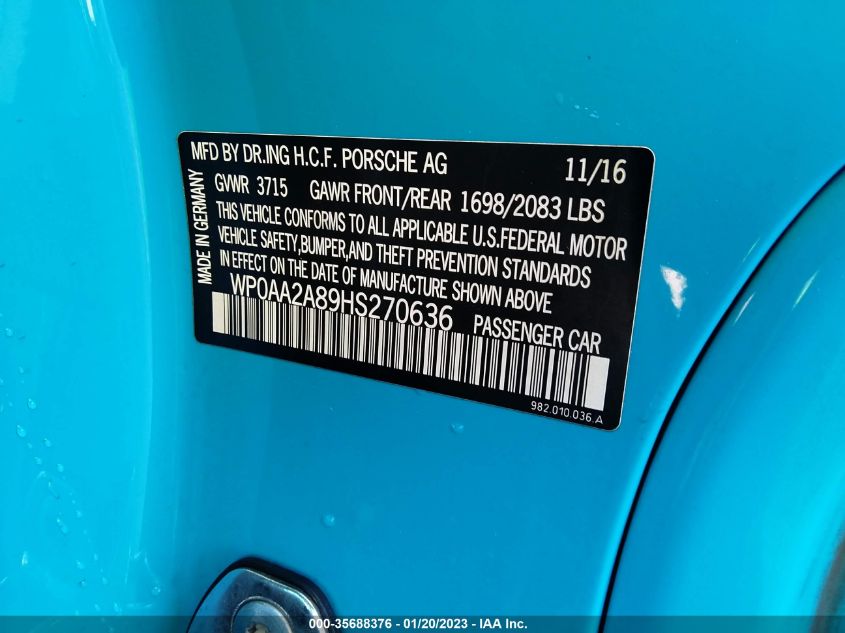 MFD BY DR.ING H.C.F. PORSCHE AG 11/16
GVWR 3715 GAWR FRONT/REAR 1698/2083 LBS
THIS VEHICLE CONFORMS TO ALL APPLICABLE U.S.FEDERAL MOTOR
VEHICLE SAFETY,BUMPER,AND THEFT PREVENTION STANDARDS
IN EFFECT ON THE DATE OF MANUFACTURE SHOWN ABOVE
WP0AA2A89HS270636 PASSENGER CAR
MADE IN GERMANY
982.010.036.A
000-35688376 - 01/20/2023 - IAA Inc.